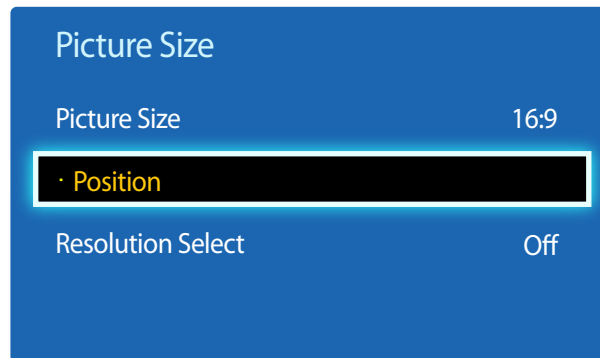 Picture Size
Picture Size 16:9
· Position
Resolution Select Off